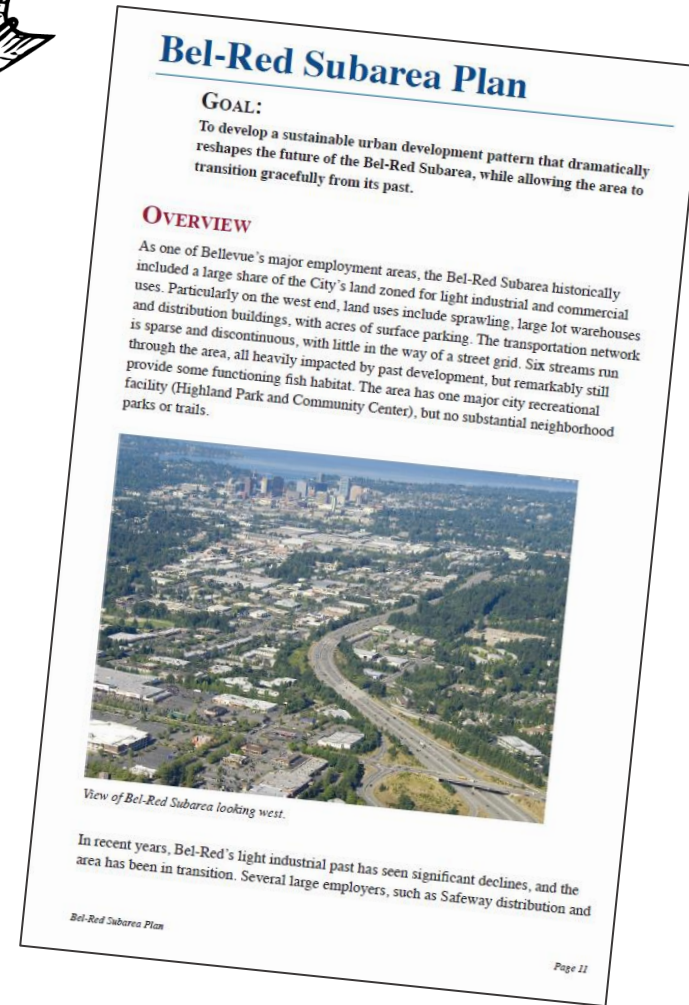 Bel-Red Subarea Plan
GOAL:
To develop a sustainable urban development pattern that dramatically
reshapes the future of the Bel-Red Subarea, while allowing the area to
transition gracefully from its past.
OVERVIEW
As one of Bellevue's major employment areas, the Bel-Red Subarea historically
included a large share of the City's land zoned for light industrial and commercial
uses. Particularly on the west end, land uses include sprawling, large lot warehouses
and distribution buildings, with acres of surface parking. The transportation network
is sparse and discontinuous, with little in the way of a street grid. Six streams run
through the area, all heavily impacted by past development, but remarkably still
provide some functioning fish habitat. The area has one major city recreational
facility (Highland Park and Community Center), but no substantial neighborhood
parks or trails.
View of Bel-Red Subarea looking west.
In recent years, Bel-Red's light industrial past has seen significant declines, and the
area has been in transition. Several large employers, such as Safeway distribution and
Bel-Red Subarea Plan
Page 11